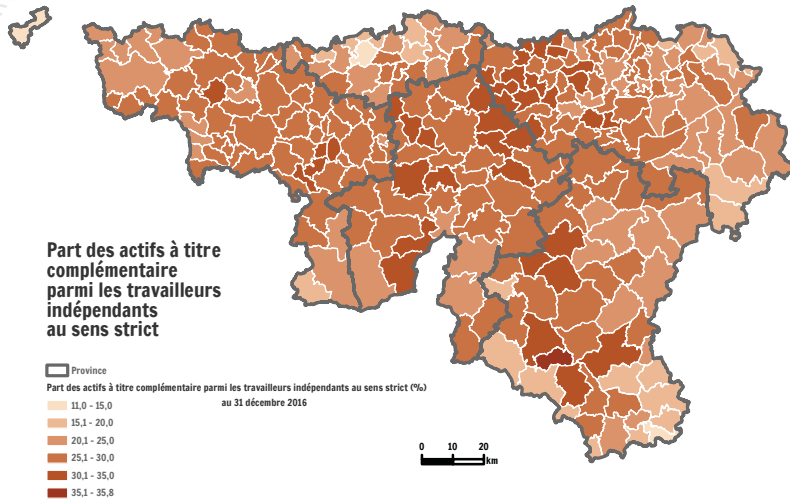 Part des actifs à titre
complémentaire
parmi les travailleurs
indépendants
au sens strict
Province
Part des actifs à titre complémentaire parmi les travailleurs indépendants au sens strict (%)
au 31 décembre 2016
11,0 - 15,0
15,1 - 20,0
20,1 - 25,0
25,1 - 30,0
30,1 - 35,0
35,1 - 35,8
0 10 20
km